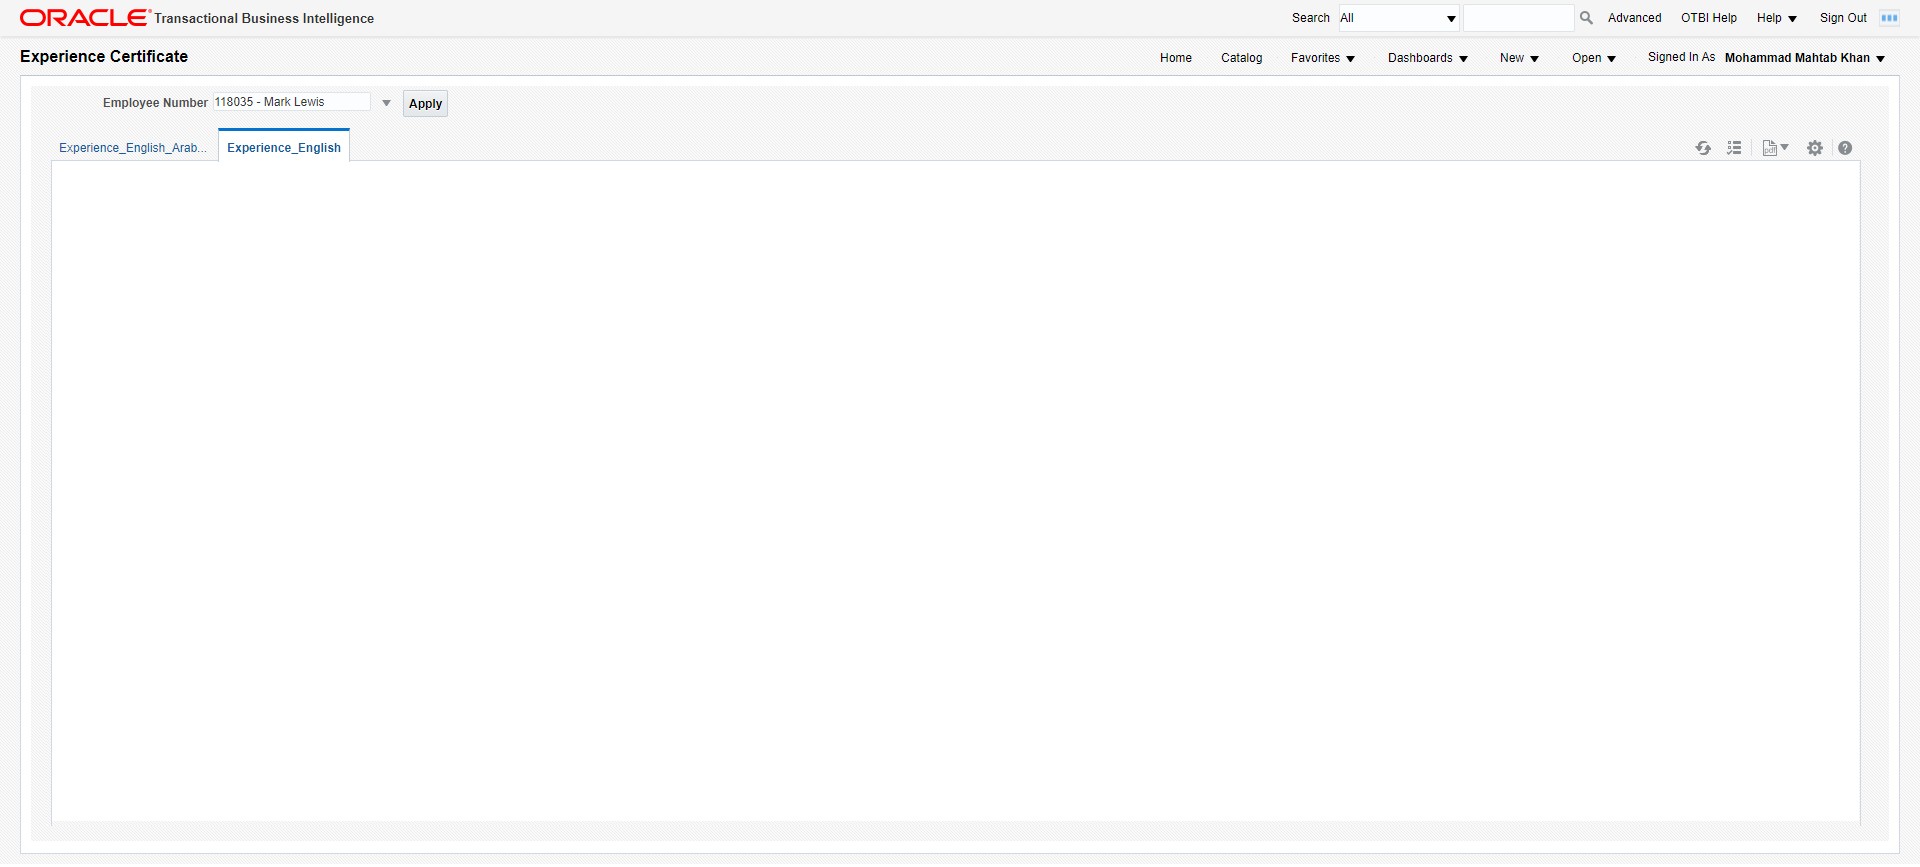 ORACLE Transactional Business Intelligence Search All Advanced OTBI Help Help Sign Out
Experience Certificate Home Catalog Favorites Dashboards New Open Signed In As Mohammad Mahtab Khan
Employee Number 118035 - Mark Lewis Apply
Experience_English_Arab... Experience_English pdf ?